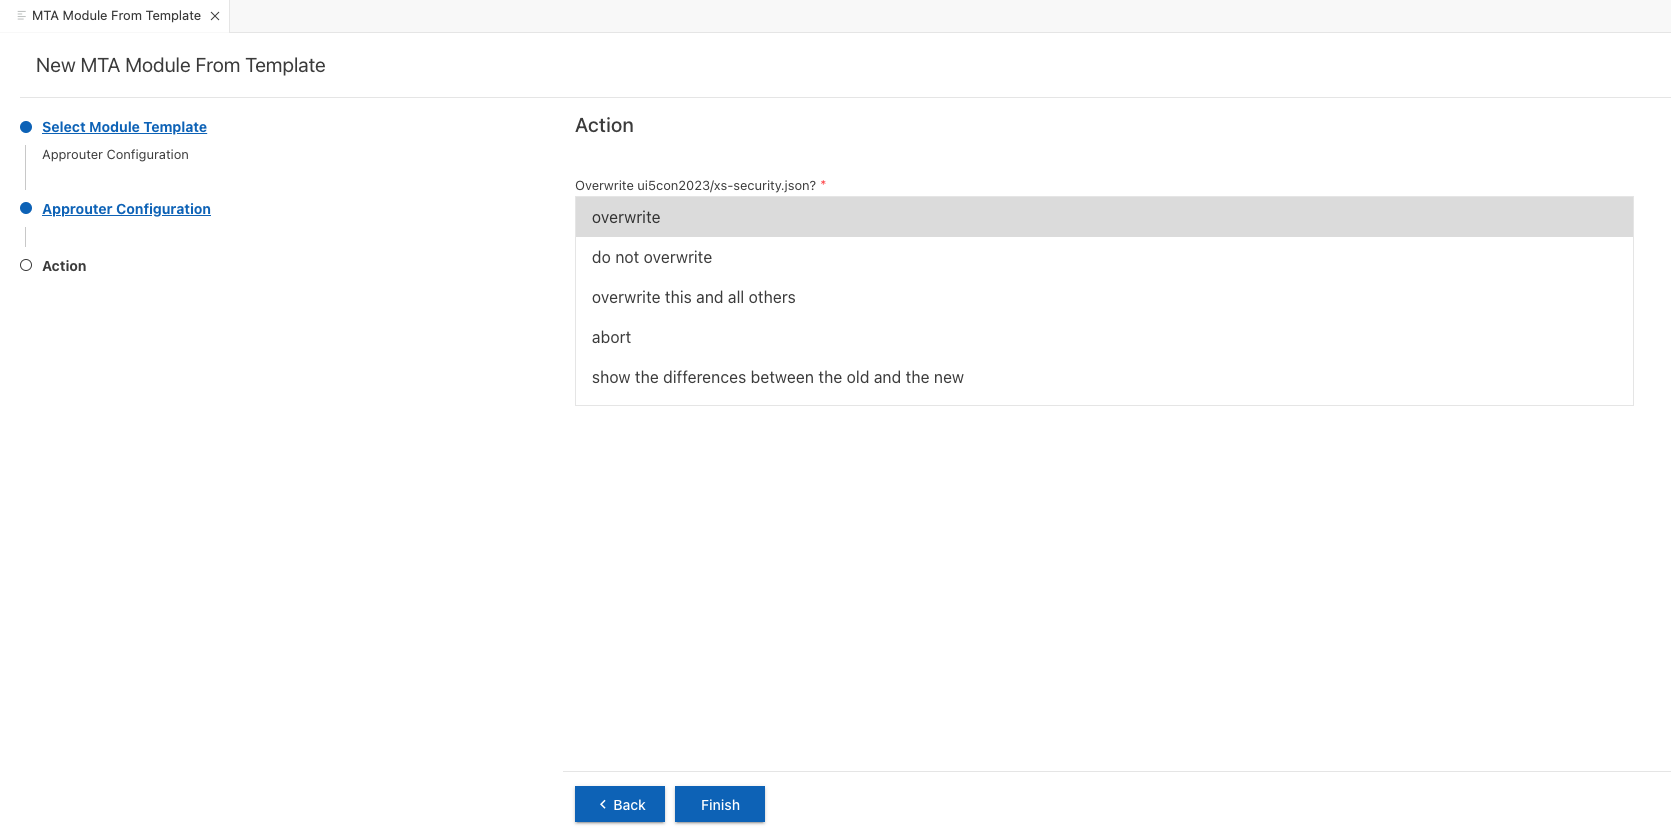 MTA Module From Template
New MTA Module From Template
Select Module Template
Approuter Configuration
Approuter Configuration
Action
Action
Overwrite ui5con2023/xs-security.json? *
overwrite
do not overwrite
overwrite this and all others
abort
show the differences between the old and the new
Back
Finish